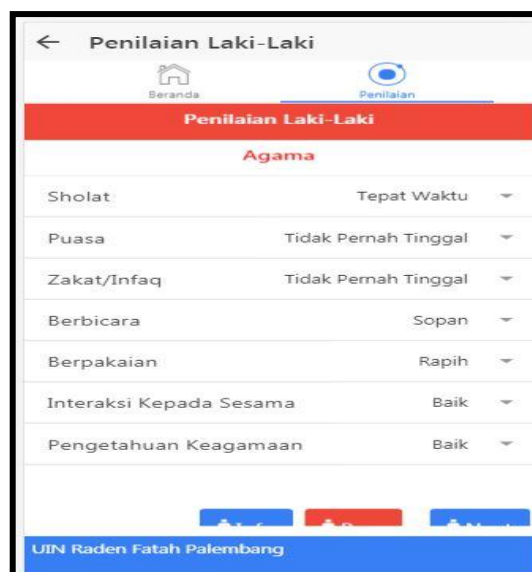 Penilaian Laki-Laki
Beranda Penilaian
Penilaian Laki-Laki
Agama
Sholat Tepat Waktu
Puasa Tidak Pernah Tinggal
Zakat/Infaq Tidak Pernah Tinggal
Berbicara Sopan
Berpakaian Rapih
Interaksi Kepada Sesama Baik
Pengetahuan Keagamaan Baik
UIN Raden Fatah Palembang